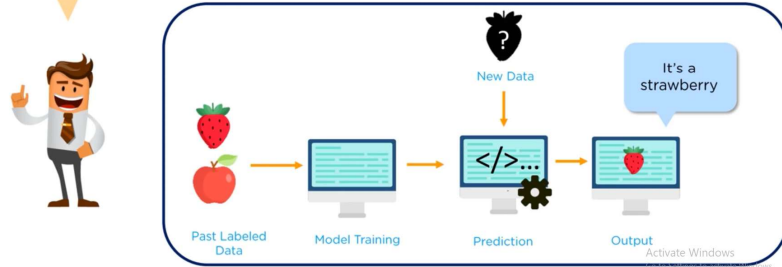 ?
New Data
It's a
strawberry
</>...
Past Labeled
Data
Model Training
Prediction
Output
Activate Windows